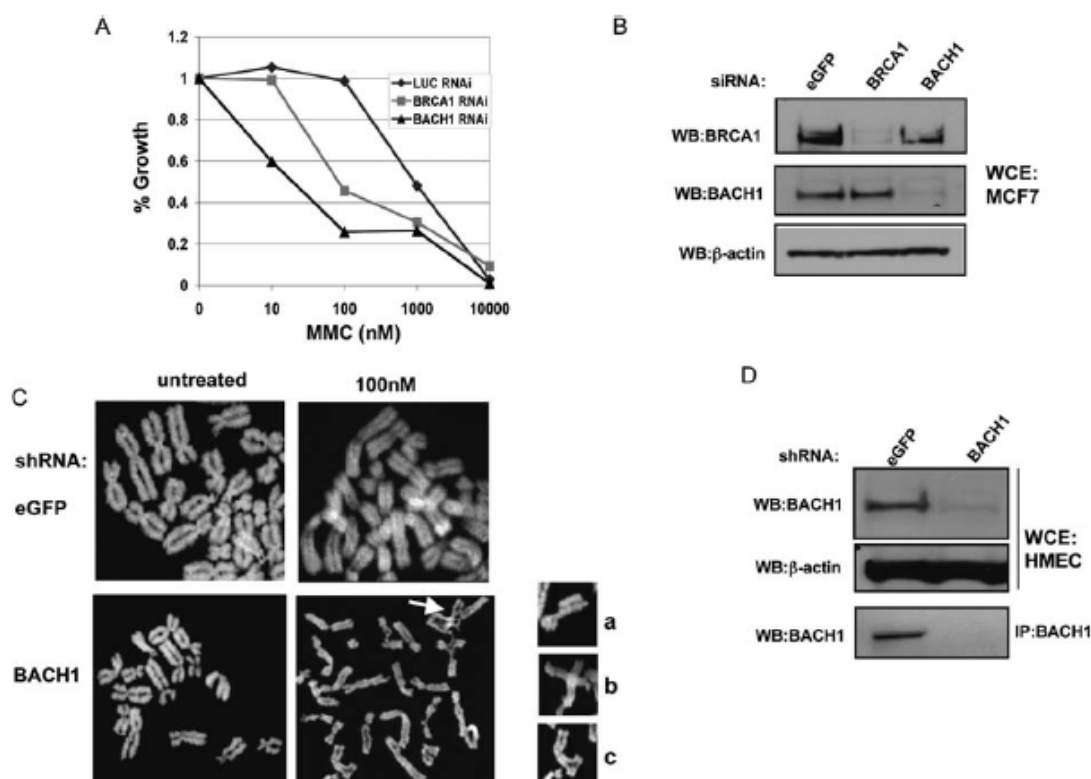 A
1.2
1
0.8
0.6
0.4
0.2
0
% Growth
0
10
100
1000
10000
MMC (nM)
LUC RNAi
BRCA1 RNAi
BACH1 RNAi
B
siRNA:
eGFP
BRCA1
BACH1
WB:BRCA1
WB:BACH1
WB:β-actin
WCE:
MCF7
C
untreated
100nM
shRNA:
eGFP
BACH1
a
b
c
D
shRNA:
eGFP
BACH1
WB:BACH1
WB:β-actin
WCE:
HMEC
WB:BACH1
IP:BACH1